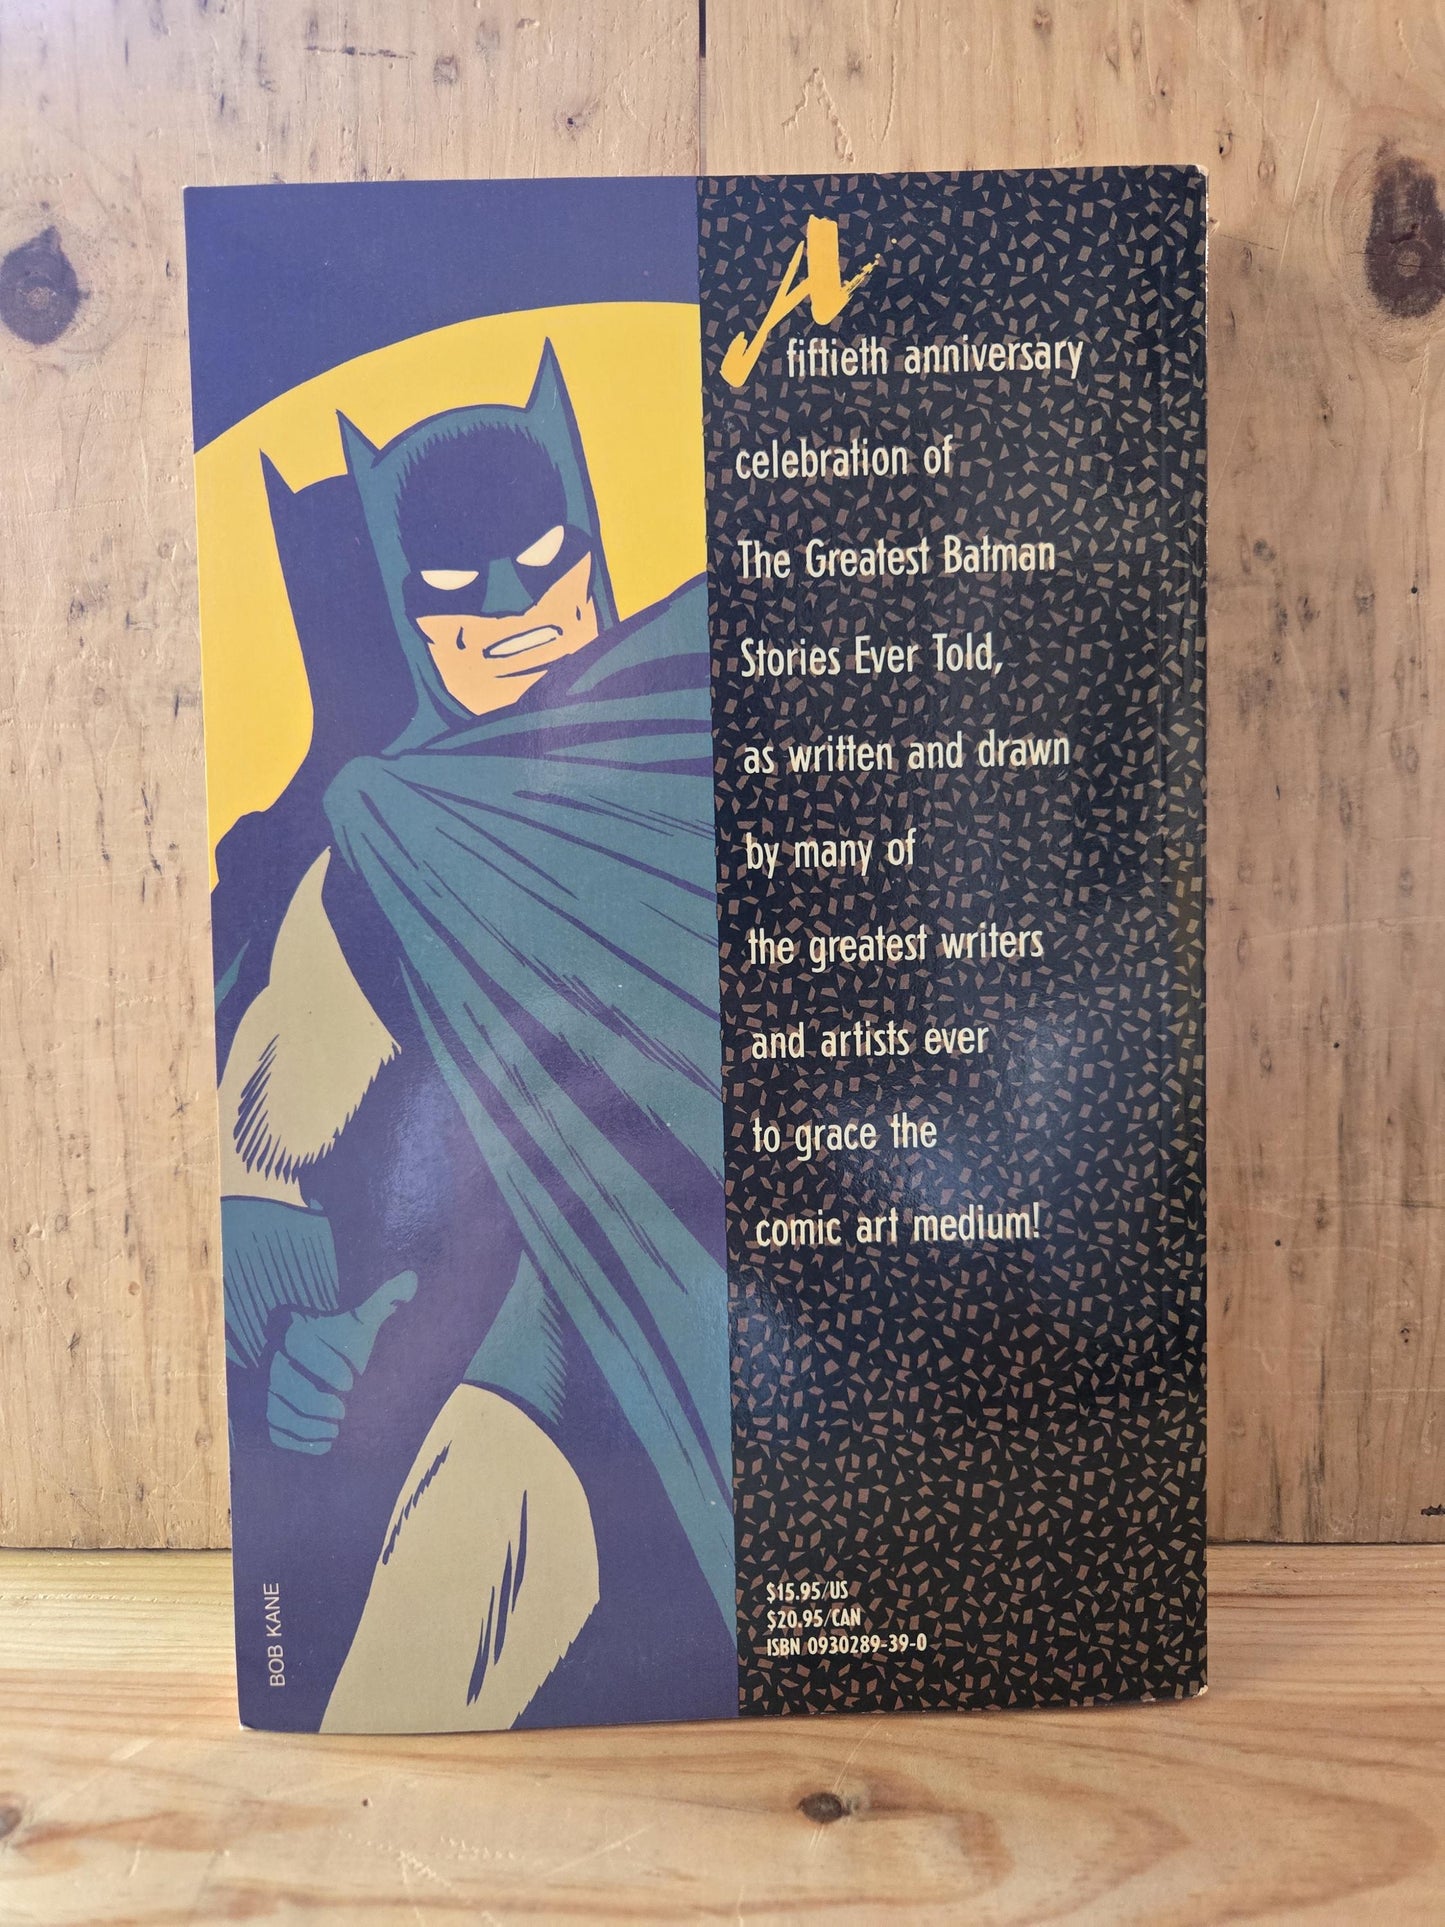 A
fiftieth anniversary
celebration of
The Greatest Batman
Stories Ever Told,
as written and drawn
by many of
the greatest writers
and artists ever
to grace the
comic art medium!
$15.95/US
$20.95/CAN
ISBN 0930289-39-0
BOB KANE